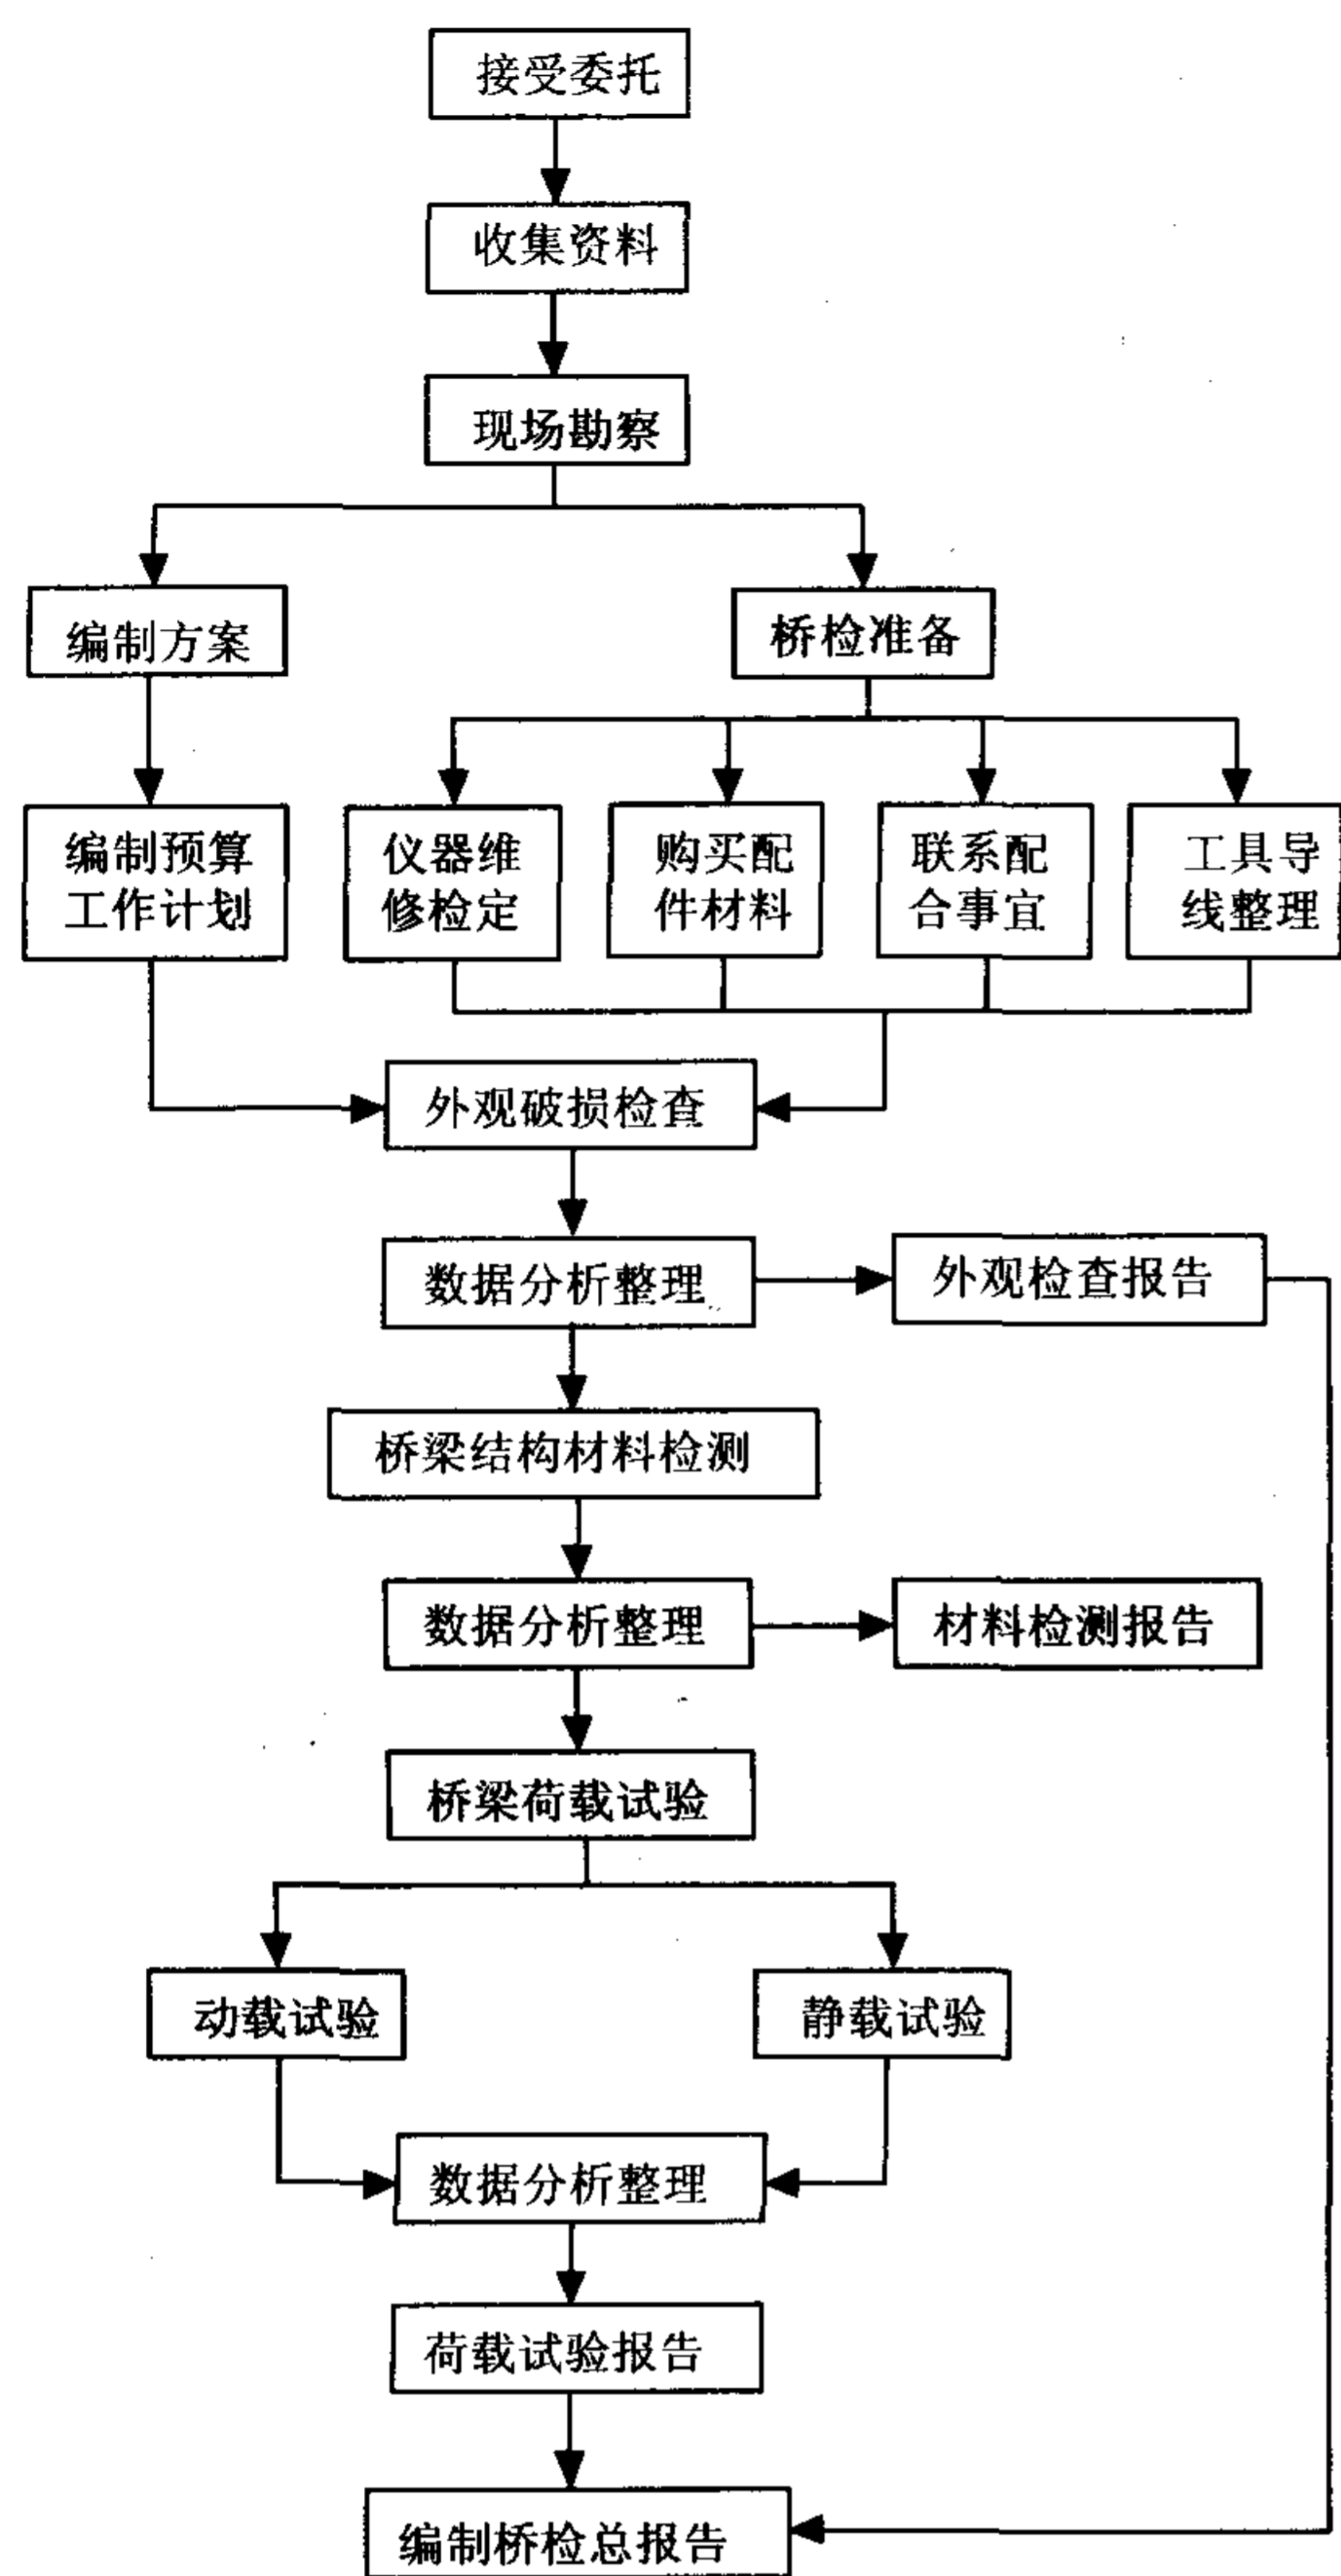 接受委托
收集资料
现场勘察
编制方案
桥检准备
编制预算
工作计划
仪器维
修检定
购买配
件材料
联系配
合事宜
工具导
线整理
外观破损检查
数据分析整理
外观检查报告
桥梁结构材料检测
数据分析整理
材料检测报告
桥梁荷载试验
动载试验
静载试验
数据分析整理
荷载试验报告
编制桥检总报告